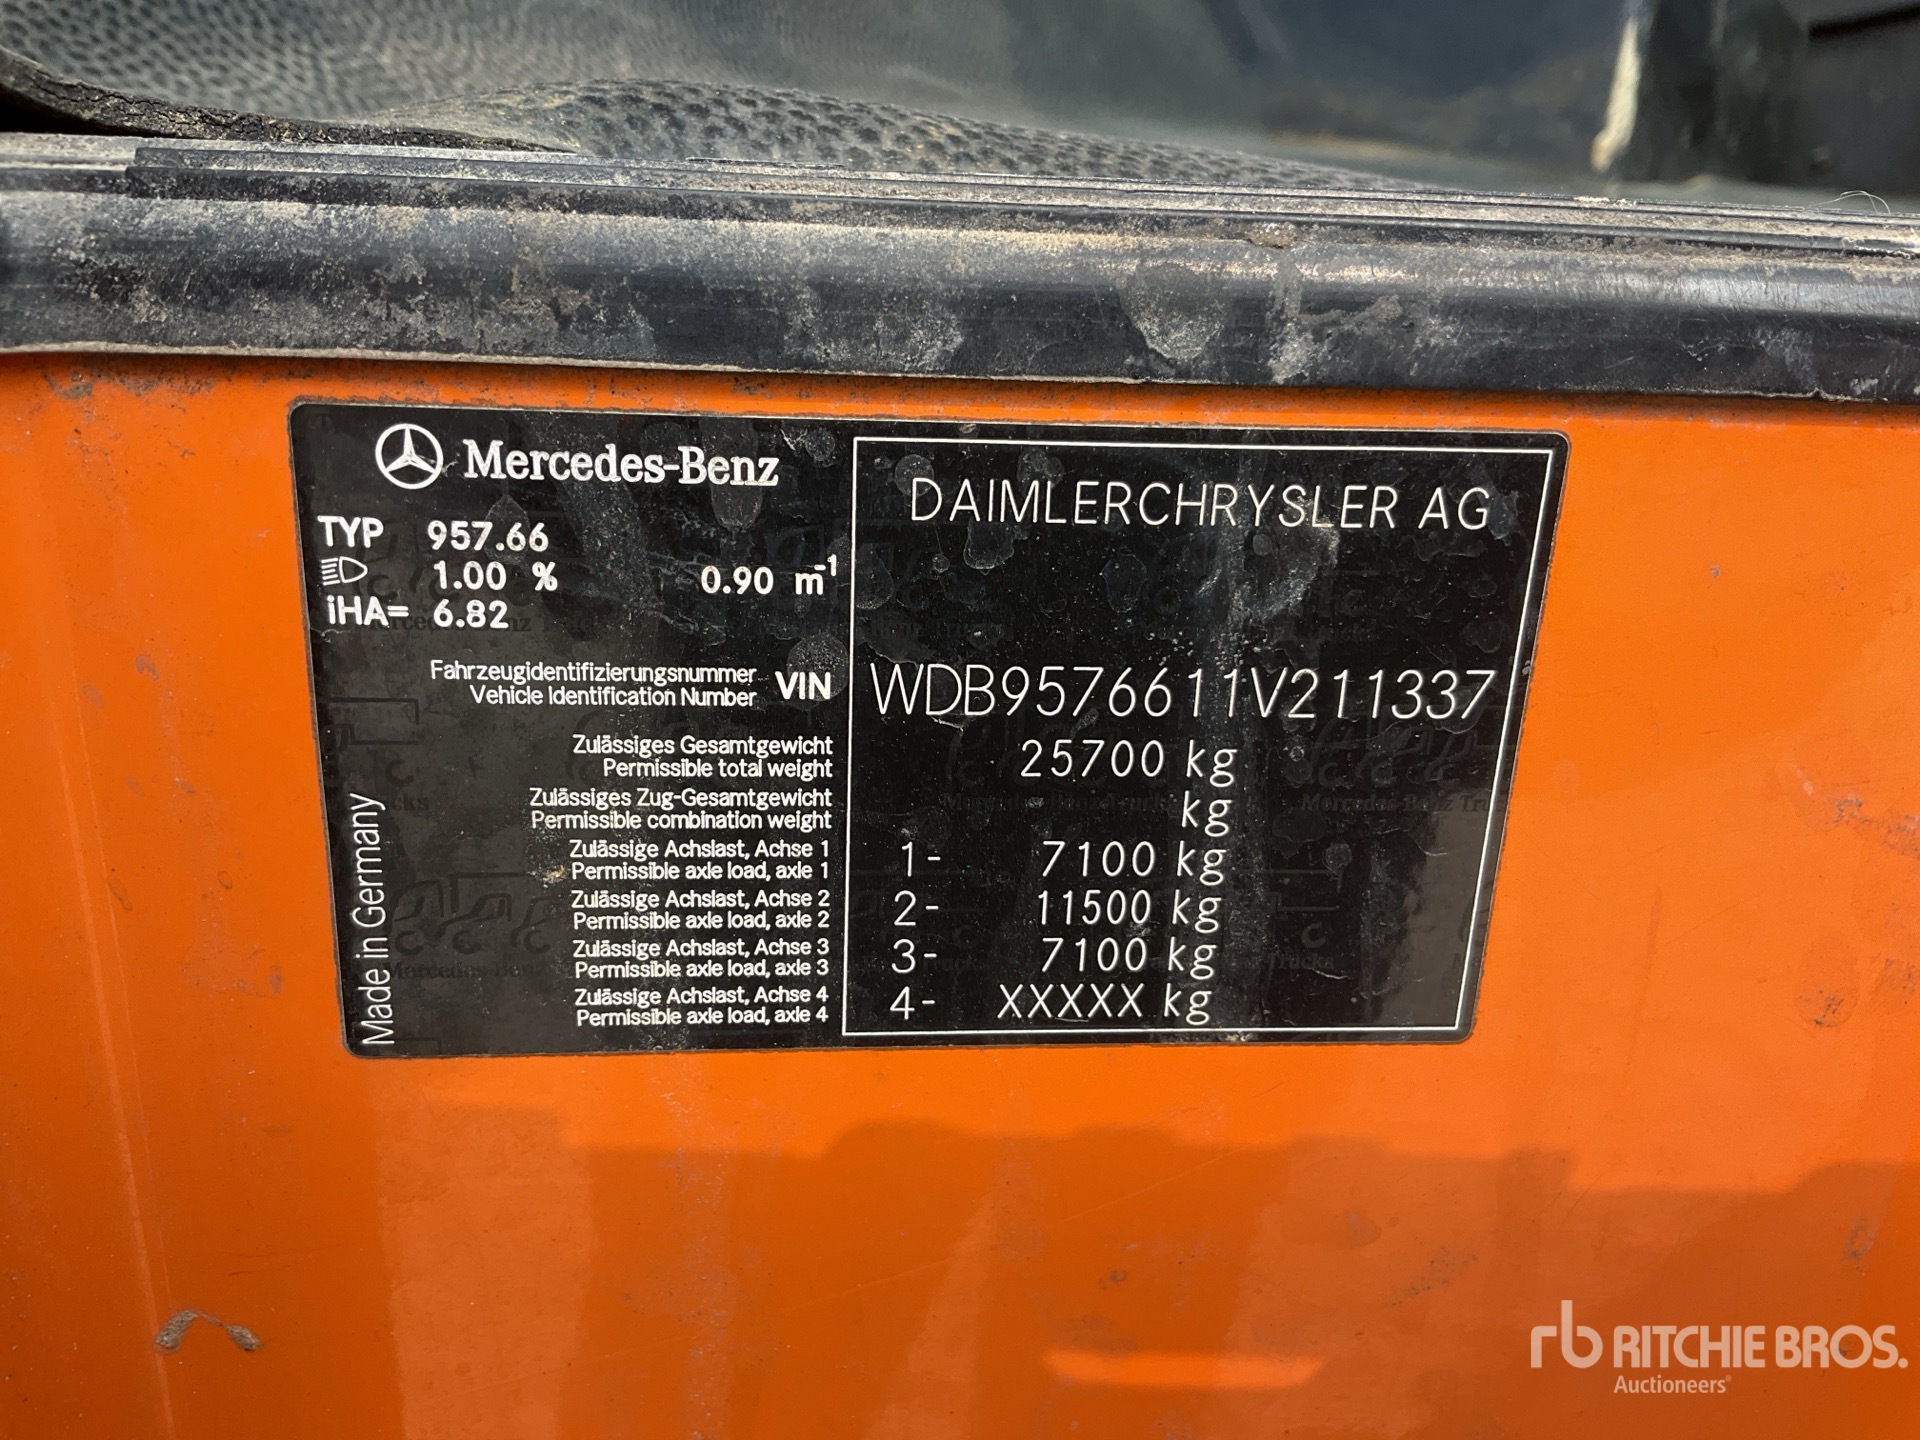 Mercedes-Benz
TYP 957.66
1.00 % 0.90 m-1
iHA= 6.82
DAIMLERCHRYSLER AG
Fahrzeugidentifizierungsnummer
Vehicle Identification Number
VIN WDB9576611V211337
Zulässiges Gesamtgewicht
Permissible total weight
25700 kg
Zulässiges Zug-Gesamtgewicht
Permissible combination weight
kg
Zulässige Achslast, Achse 1
Permissible axle load, axle 1
1- 7100 kg
Zulässige Achslast, Achse 2
Permissible axle load, axle 2
2- 11500 kg
Zulässige Achslast, Achse 3
Permissible axle load, axle 3
3- 7100 kg
Zulässige Achslast, Achse 4
Permissible axle load, axle 4
4- XXXXX kg
Made in Germany
rb RITCHIE BROS.
Auctioneers